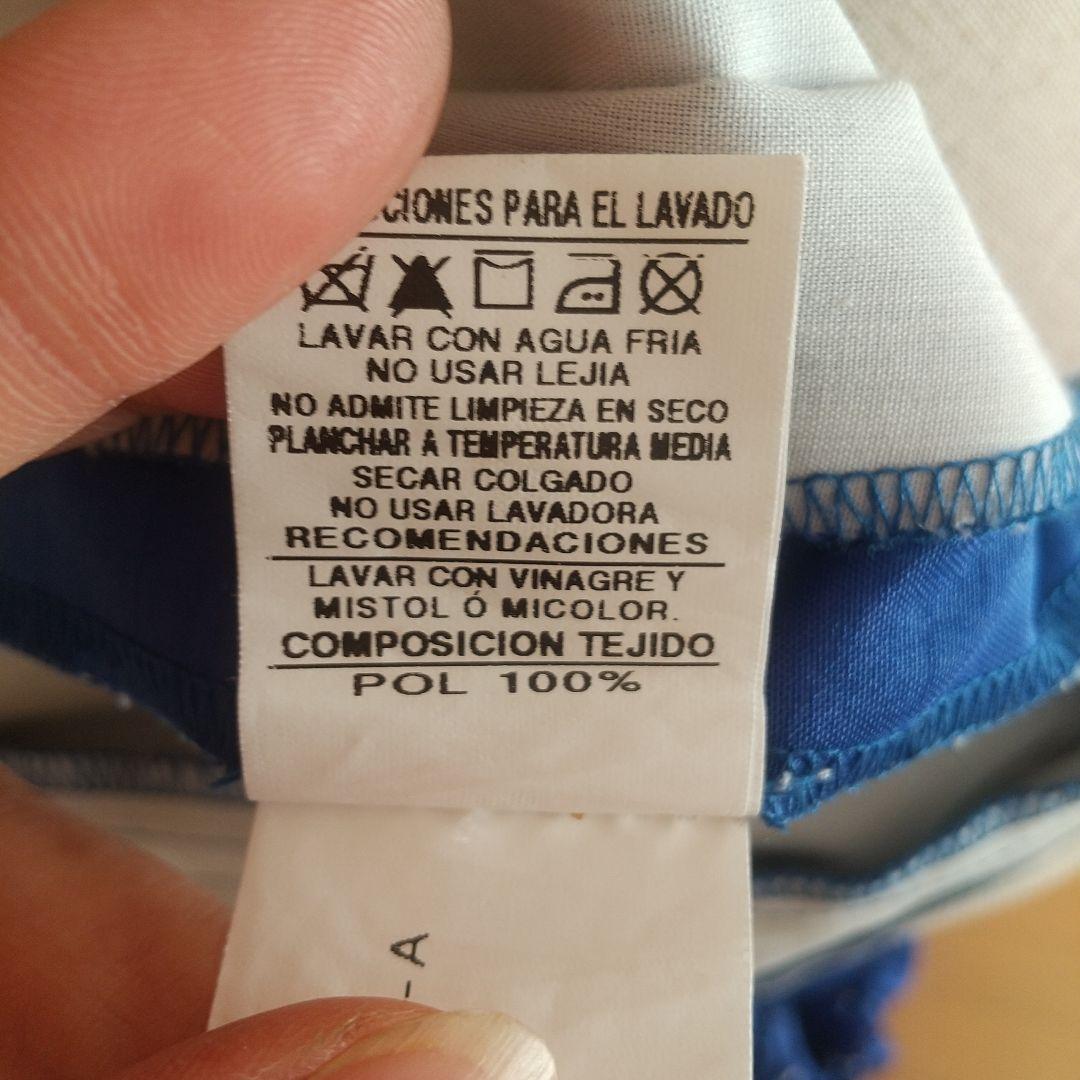 CIONES PARA EL LAVADO
LAVAR CON AGUA FRIA
NO USAR LEJIA
NO ADMITE LIMPIEZA EN SECO
PLANCHAR A TEMPERATURA MEDIA
SECAR COLGADO
NO USAR LAVADORA
RECOMENDACIONES
LAVAR CON VINAGRE Y
MISTOL Ó MICOLOR.
COMPOSICION TEJIDO
POL 100%
-A